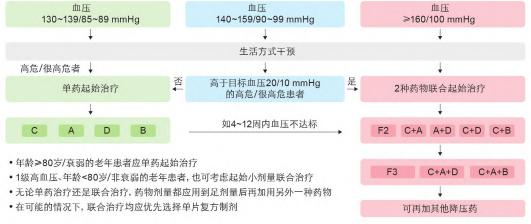 血压
130~139/85~89 mmHg
血压
140~159/90~99 mmHg
血压
≥160/100 mmHg
生活方式干预
高危/很高危者
单药起始治疗
否
高于目标血压20/10 mmHg
的高危/很高危患者
是
2种药物联合起始治疗
C A D B
如4~12周内血压不达标
F2 C+A A+D C+D C+B
F3 C+A+D C+A+B
可再加其他降压药
• 年龄≥80岁/衰弱的老年患者应单药起始治疗
• 1级高血压、年龄<80岁/非衰弱的老年患者，也可考虑起始小剂量联合治疗
• 无论单药治疗还是联合治疗，药物剂量都应用到足剂量后再加用另外一种药物
• 在可能的情况下，联合治疗均应优先选择单片复方制剂